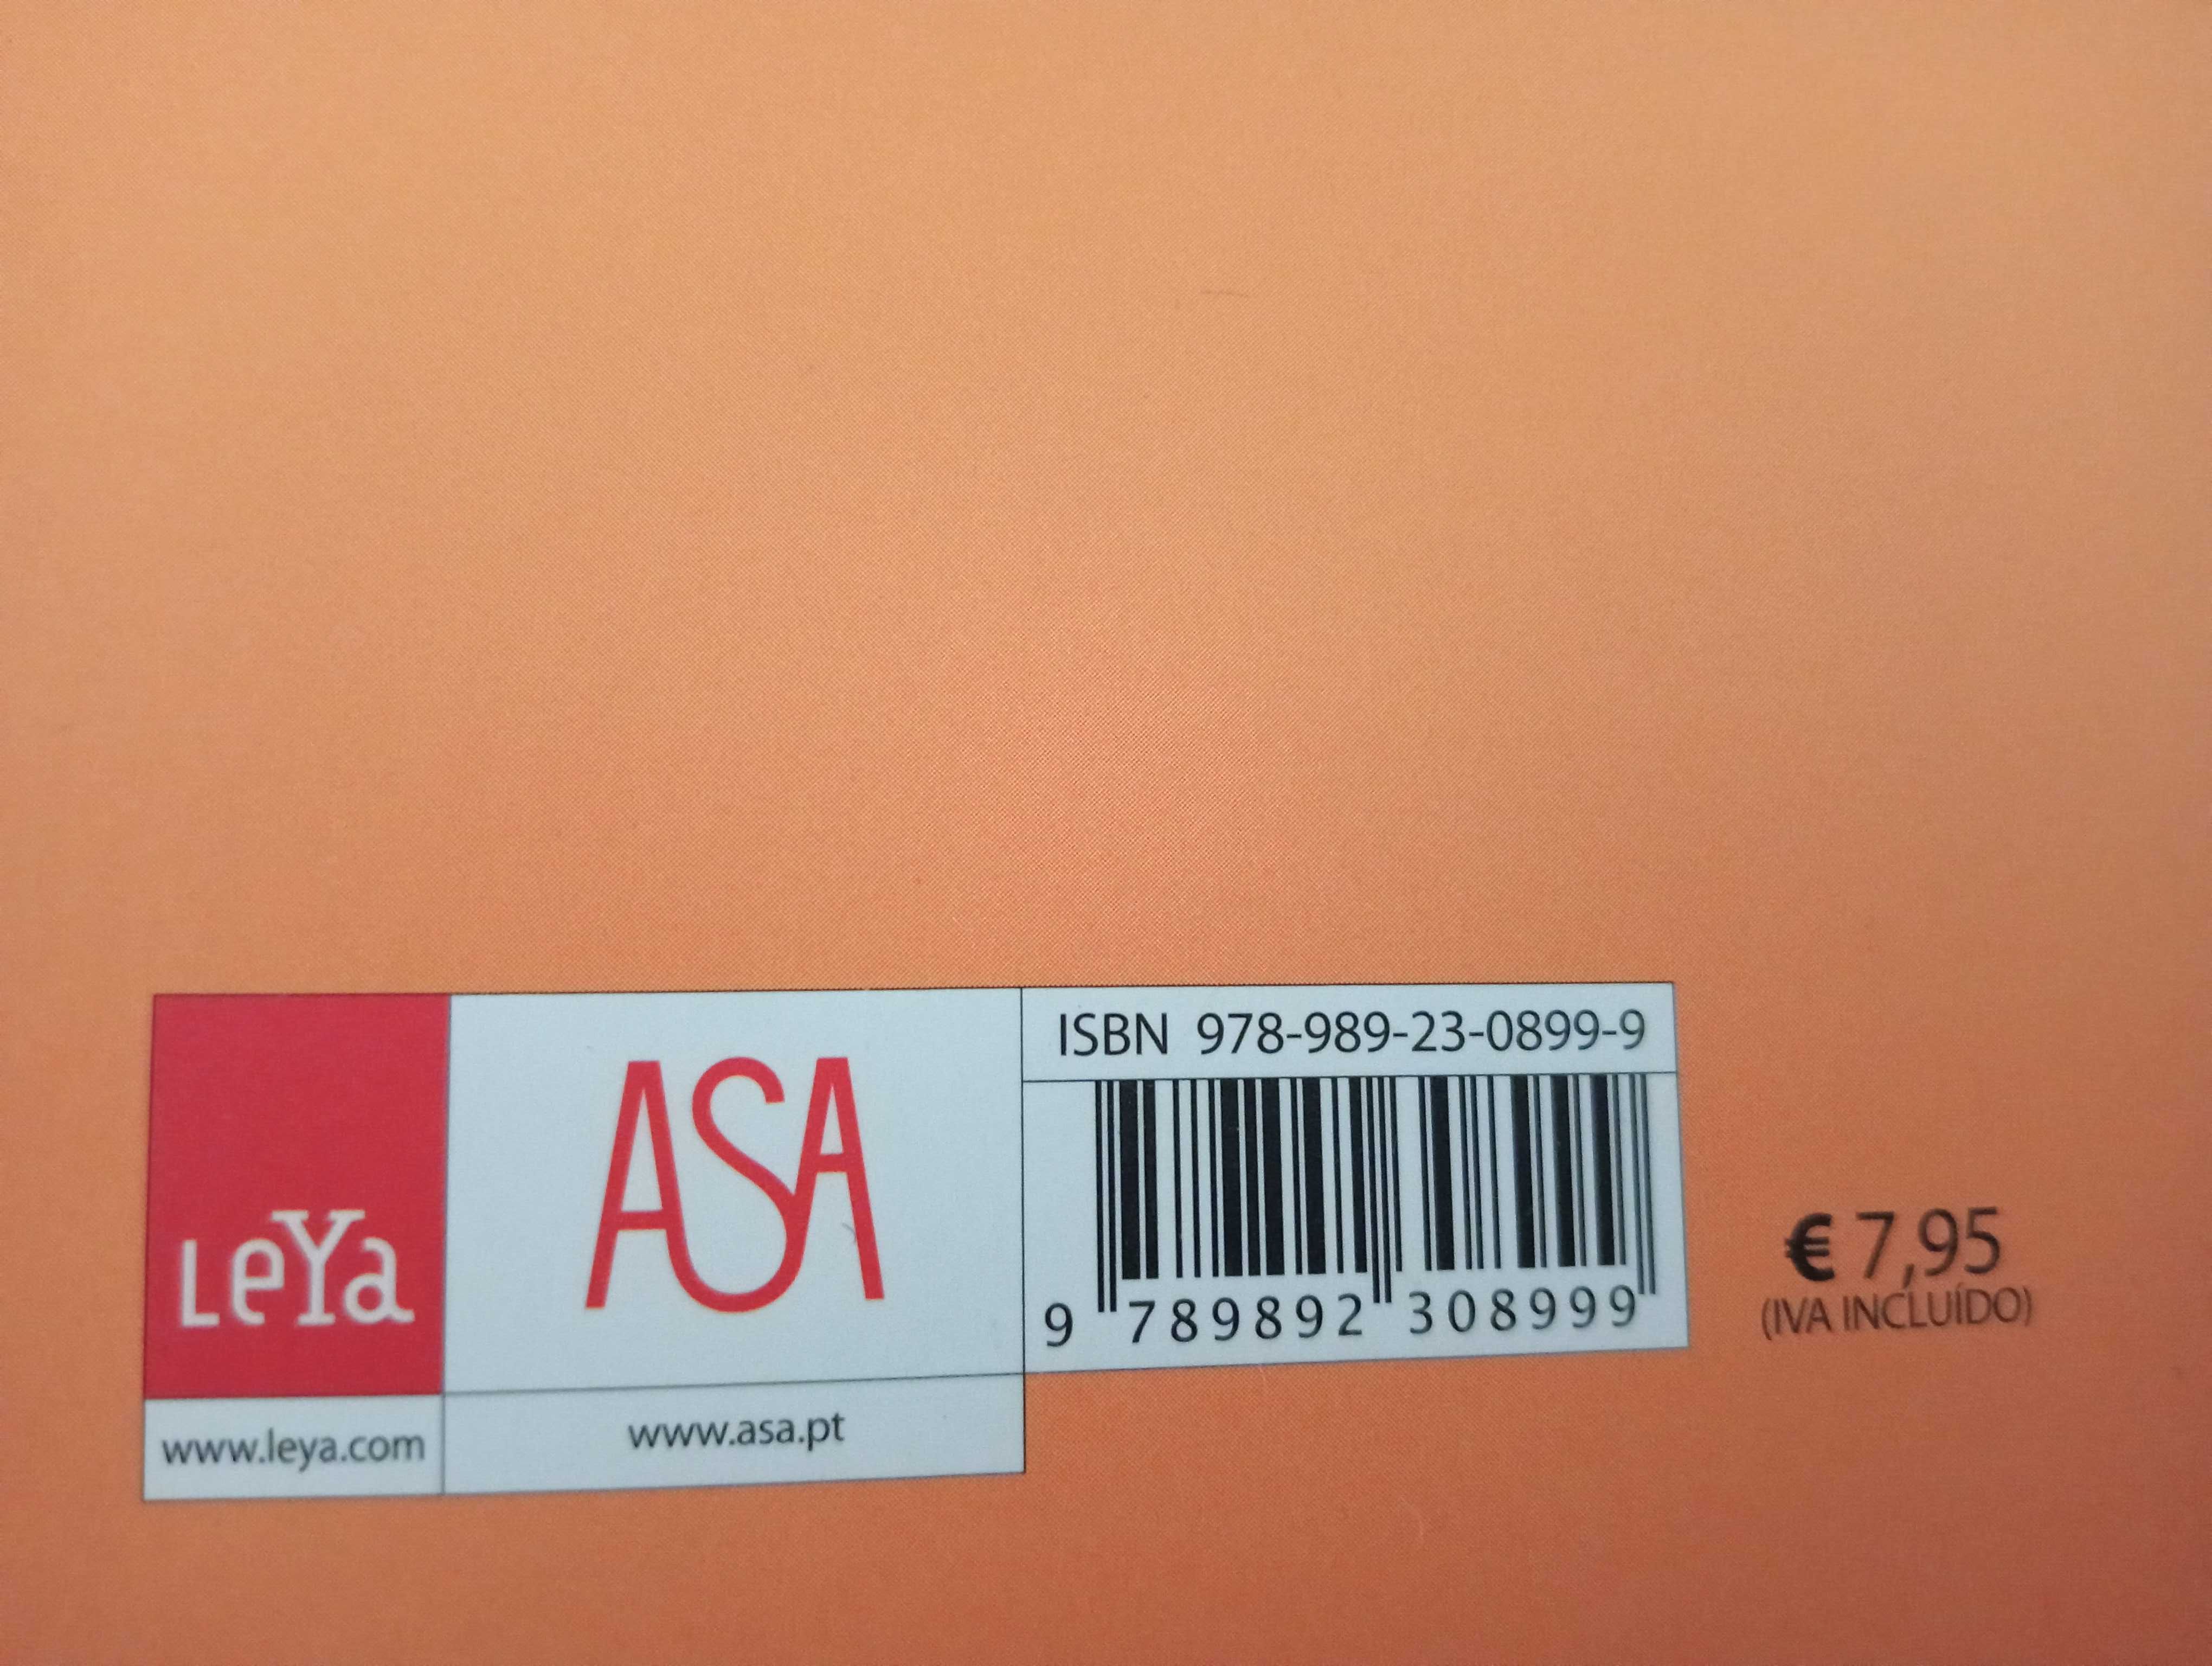 LeYa
www.leya.com
ASA
www.asa.pt
ISBN 978-989-23-0899-9
9 789892 308999
€ 7,95
(IVA INCLUÍDO)